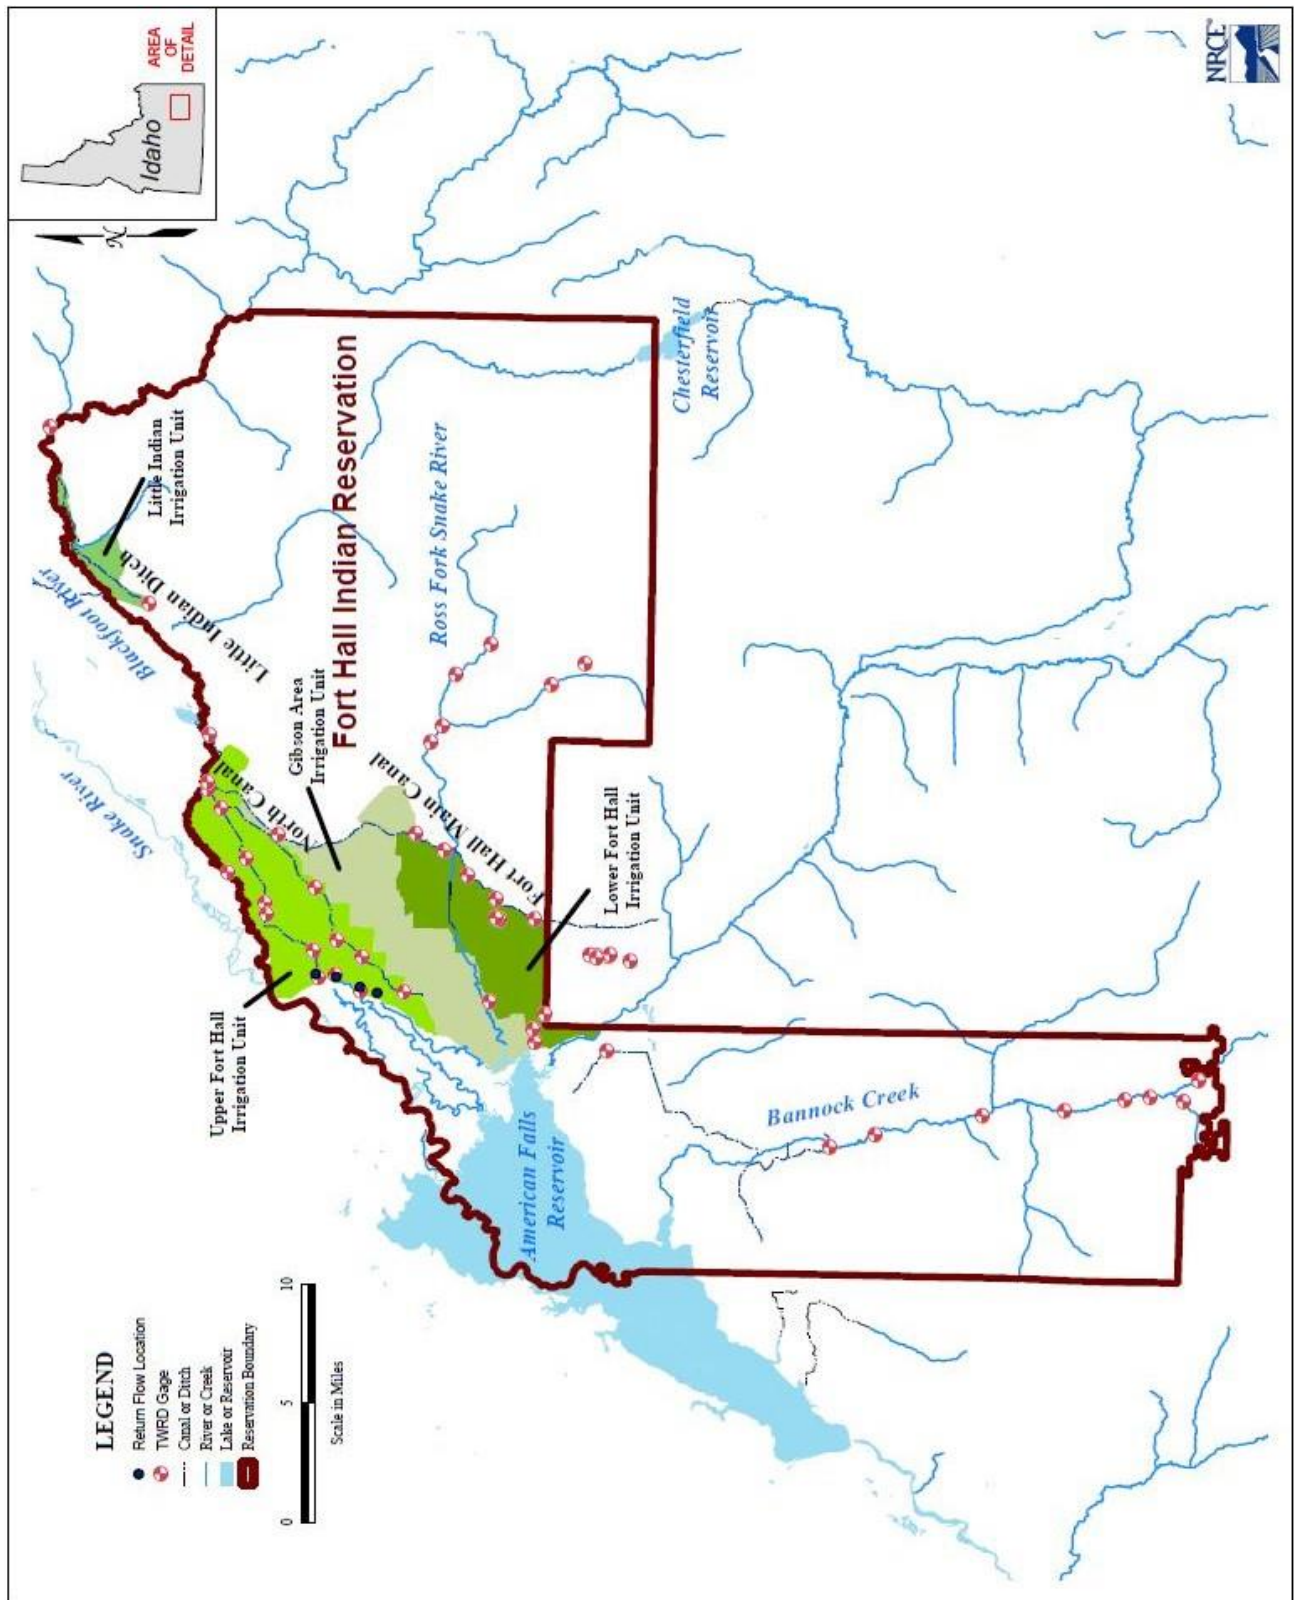 AREA
OF
DETAIL
Idaho
N
NRCE
Little Indian
Irrigation Unit
Blackfoot River
Little Indian Ditch
Fort Hall Indian Reservation
Ross Fork Snake River
Chesterfield
Reservoir
Snake River
North Canal
Gibson Area
Irrigation Unit
Fort Hall Main Canal
Lower Fort Hall
Irrigation Unit
Upper Fort Hall
Irrigation Unit
American Falls
Reservoir
Bannock Creek
LEGEND
Return Flow Location
TWRD Gage
Canal or Ditch
River or Creek
Lake or Reservoir
Reservation Boundary
0 5 10
Scale in Miles